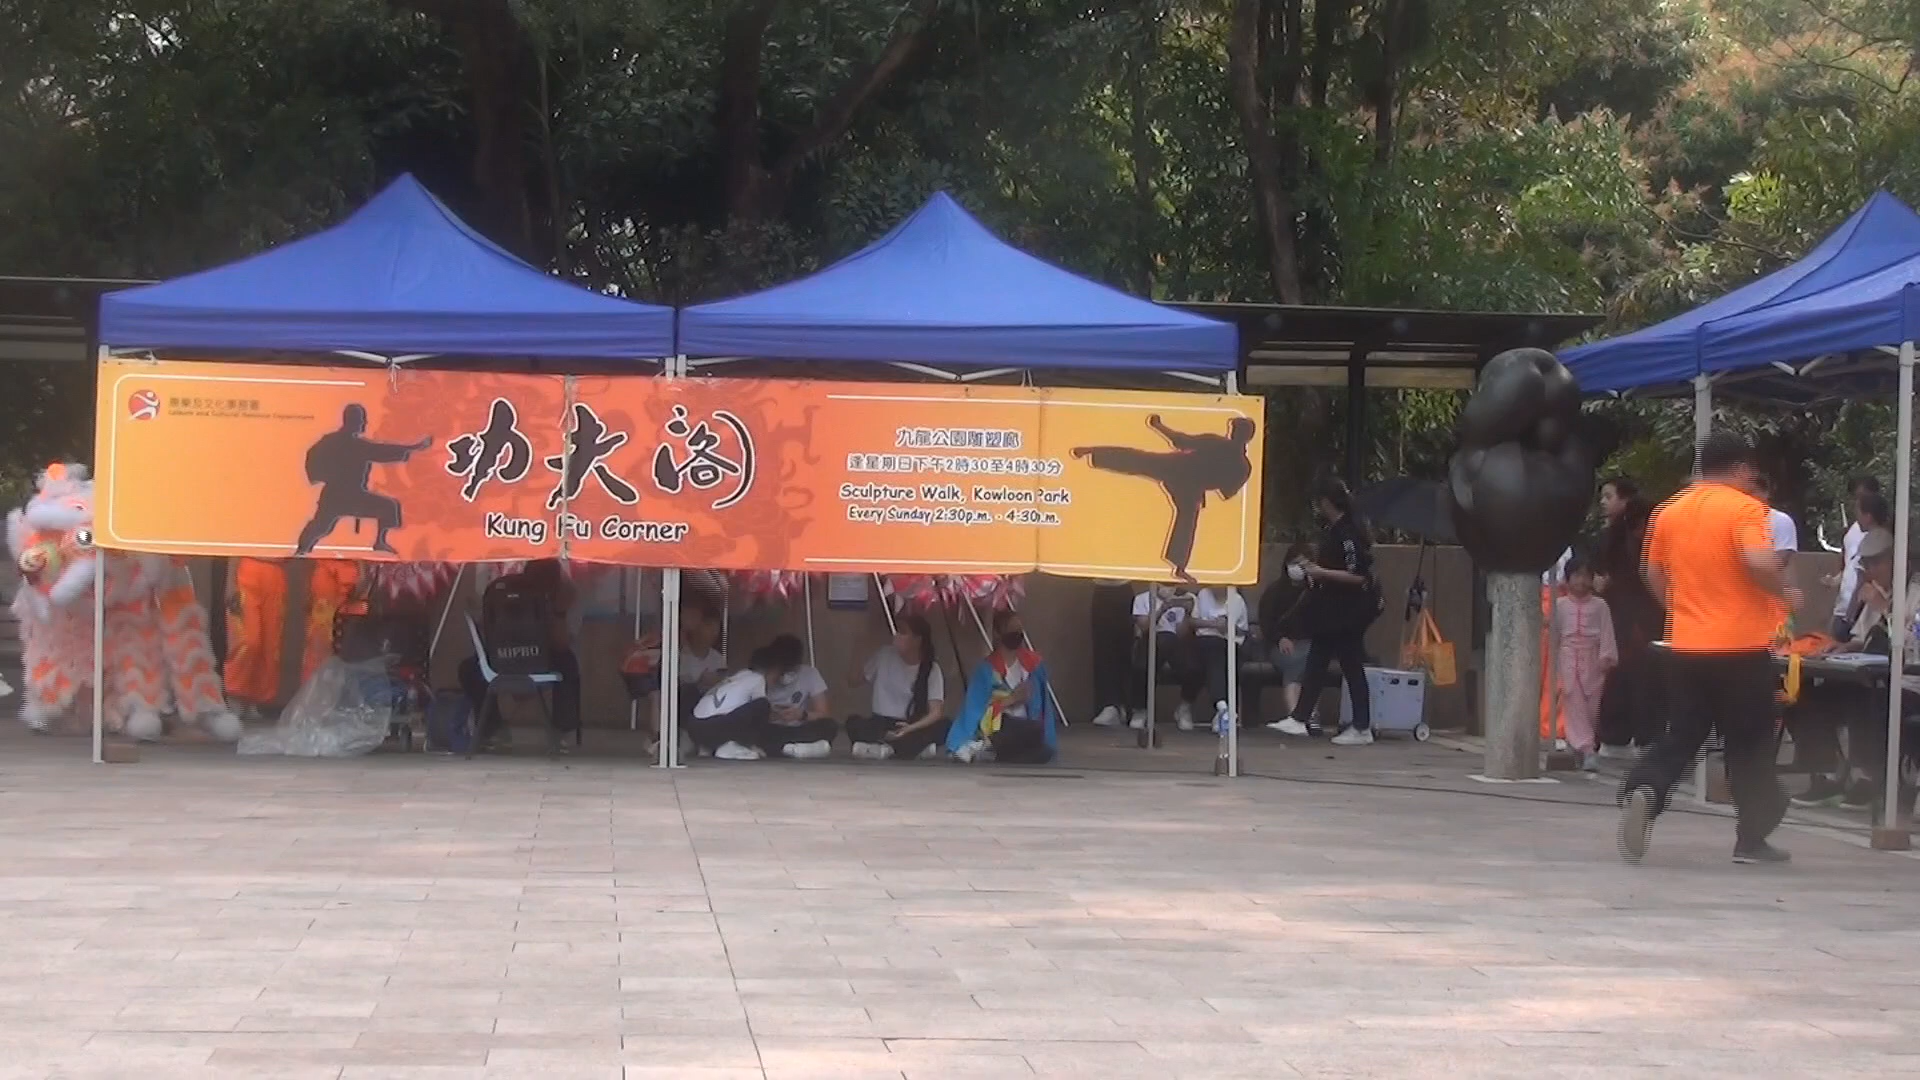 康樂及文化事務署
Leisure and Cultural Services Department
功夫閣
Kung Fu Corner
九龍公園雕塑廊
逢星期日下午2時30至4時30分
Sculpture Walk, Kowloon Park
Every Sunday 2:30p.m. - 4:30p.m.
MIPRO